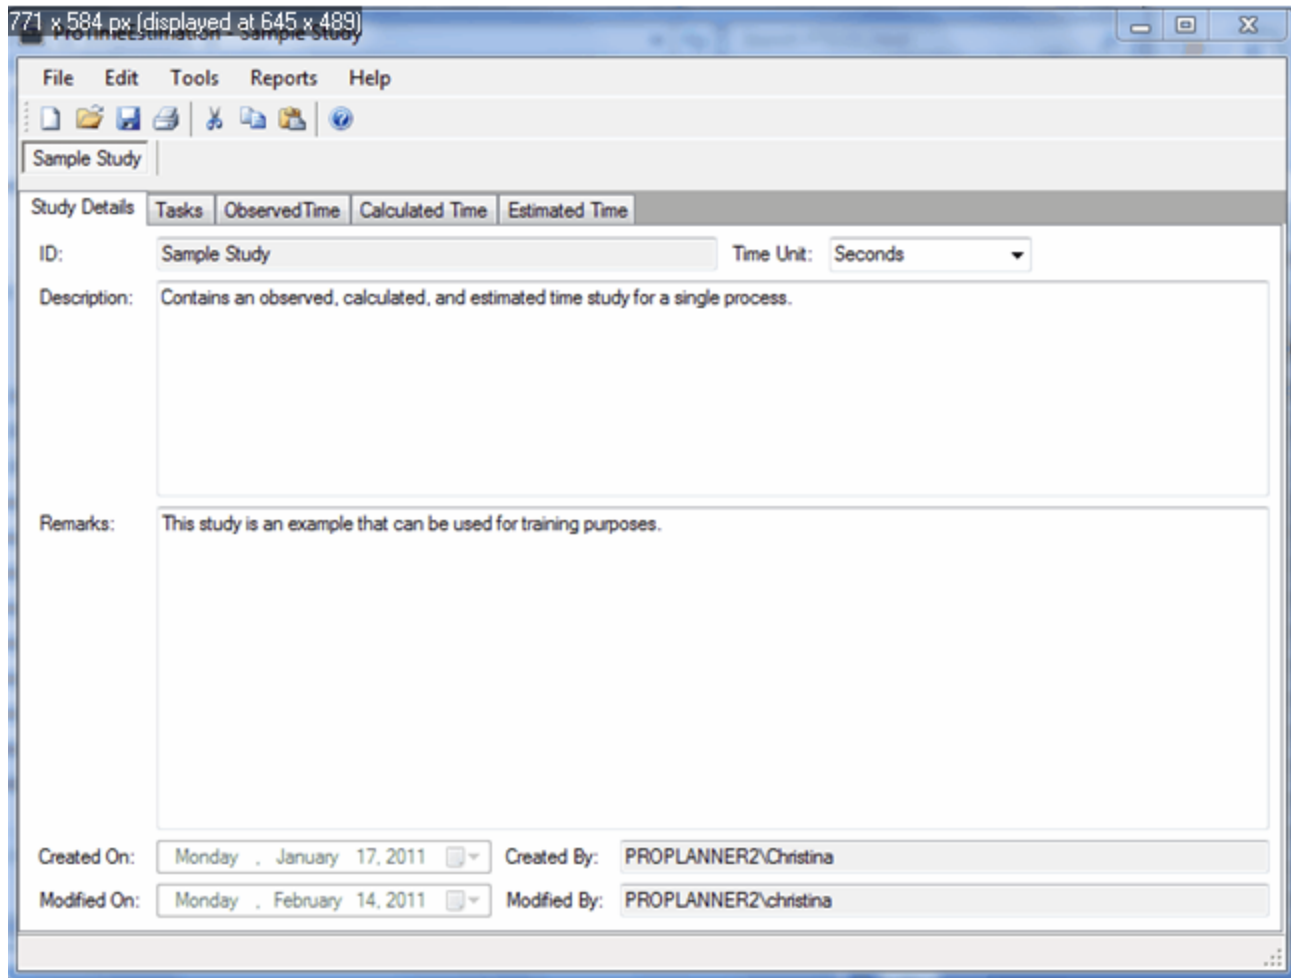 771 x 584 px (displayed at 645 x 489)
ProTimeEstimation - Sample Study
File Edit Tools Reports Help
Sample Study
Study Details Tasks ObservedTime Calculated Time Estimated Time
ID: Sample Study Time Unit: Seconds
Description: Contains an observed, calculated, and estimated time study for a single process.
Remarks: This study is an example that can be used for training purposes.
Created On: Monday , January 17, 2011 Created By: PROPLANNER2\Christina
Modified On: Monday , February 14, 2011 Modified By: PROPLANNER2\christina